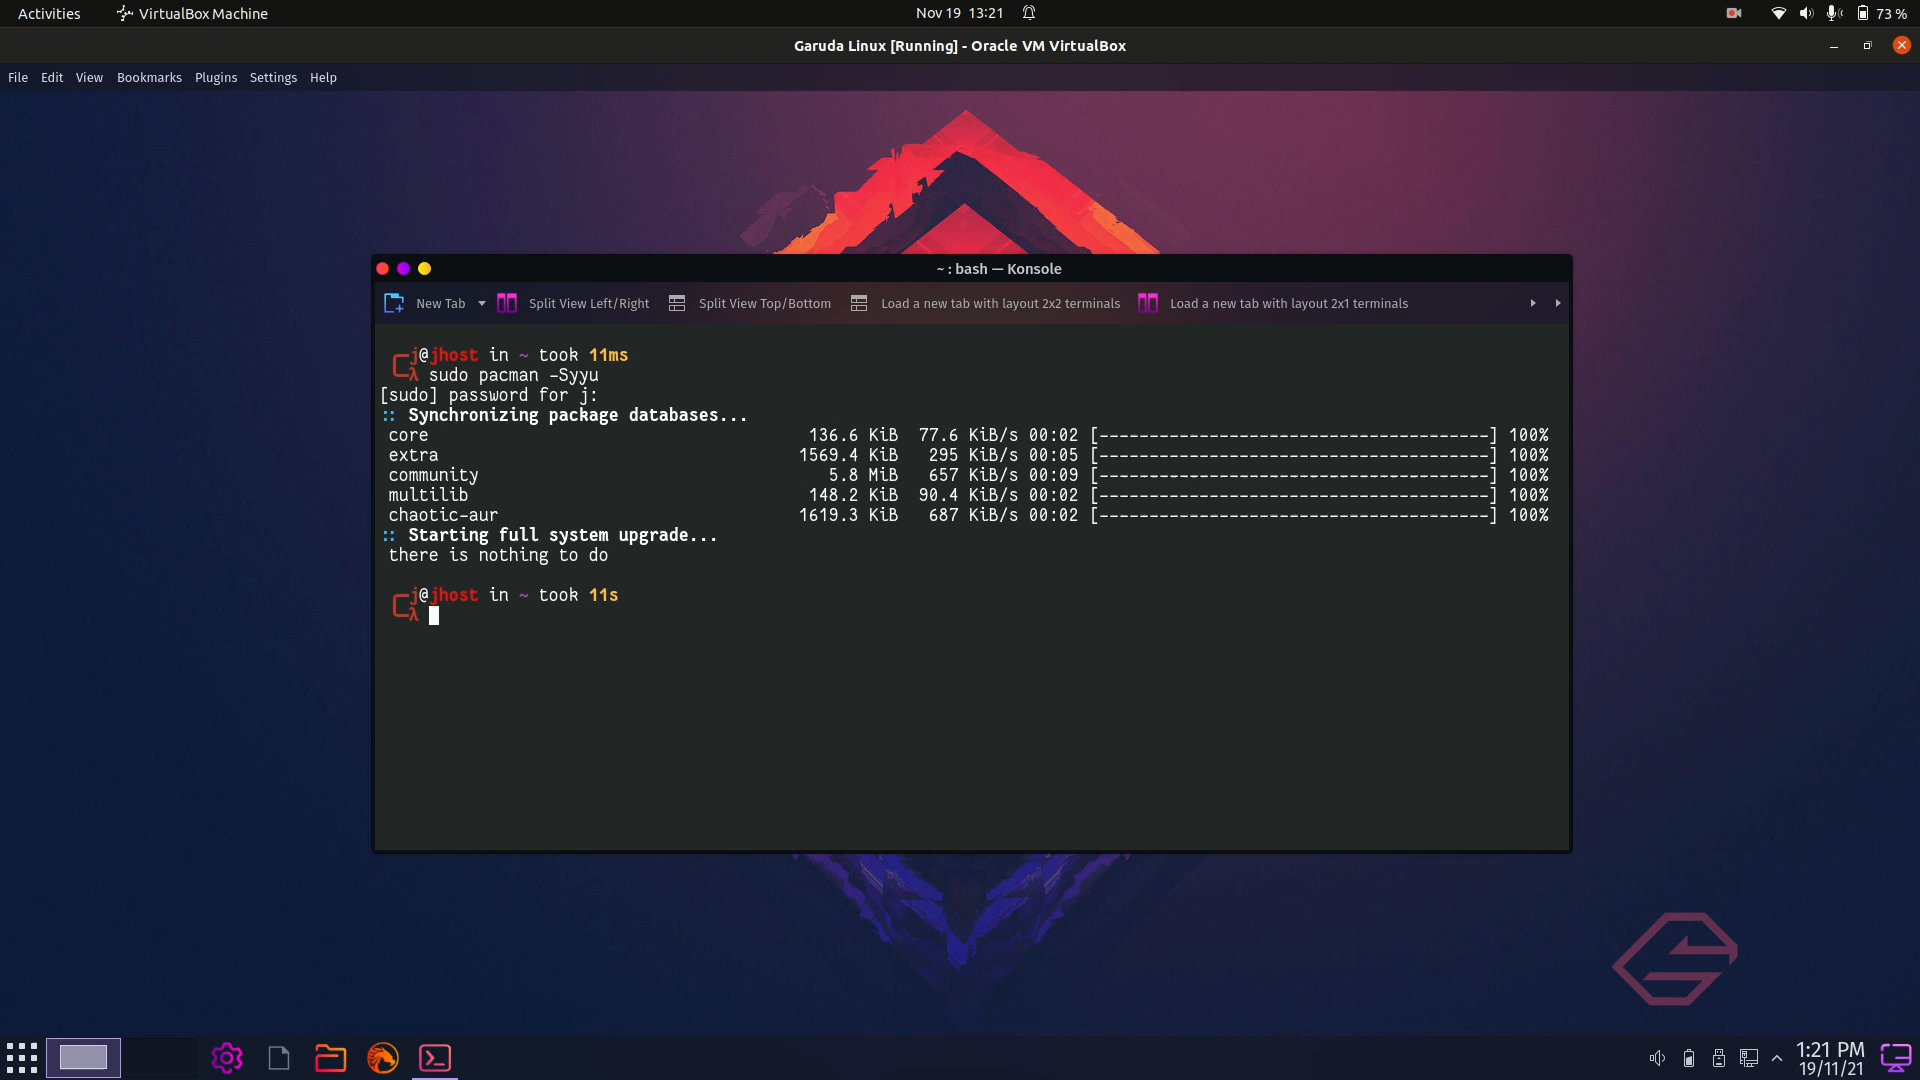 Activities VirtualBox Machine Nov 19 13:21 73 %
Garuda Linux [Running] - Oracle VM VirtualBox
File Edit View Bookmarks Plugins Settings Help
~ : bash — Konsole
New Tab Split View Left/Right Split View Top/Bottom Load a new tab with layout 2x2 terminals Load a new tab with layout 2x1 terminals
j@jhost in ~ took 11ms
λ sudo pacman -Syyu
[sudo] password for j:
:: Synchronizing package databases...
core 136.6 KiB 77.6 KiB/s 00:02 [---------------------------------------] 100%
extra 1569.4 KiB 295 KiB/s 00:05 [---------------------------------------] 100%
community 5.8 MiB 657 KiB/s 00:09 [---------------------------------------] 100%
multilib 148.2 KiB 90.4 KiB/s 00:02 [---------------------------------------] 100%
chaotic-aur 1619.3 KiB 687 KiB/s 00:02 [---------------------------------------] 100%
:: Starting full system upgrade...
there is nothing to do
j@jhost in ~ took 11s
λ
1:21 PM
19/11/21